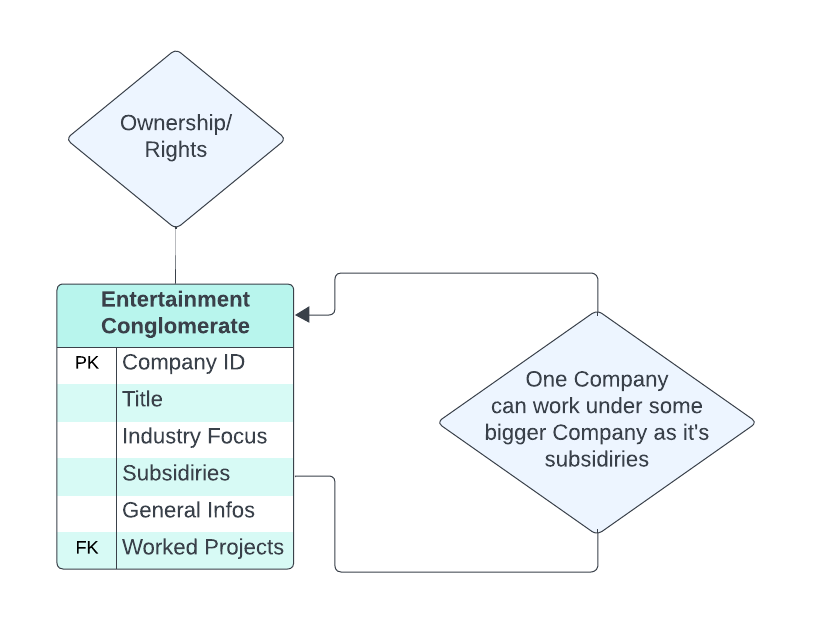 Ownership/
Rights
Entertainment
Conglomerate
PK Company ID
Title
Industry Focus
Subsidiries
General Infos
FK Worked Projects
One Company
can work under some
bigger Company as it's
subsidiries